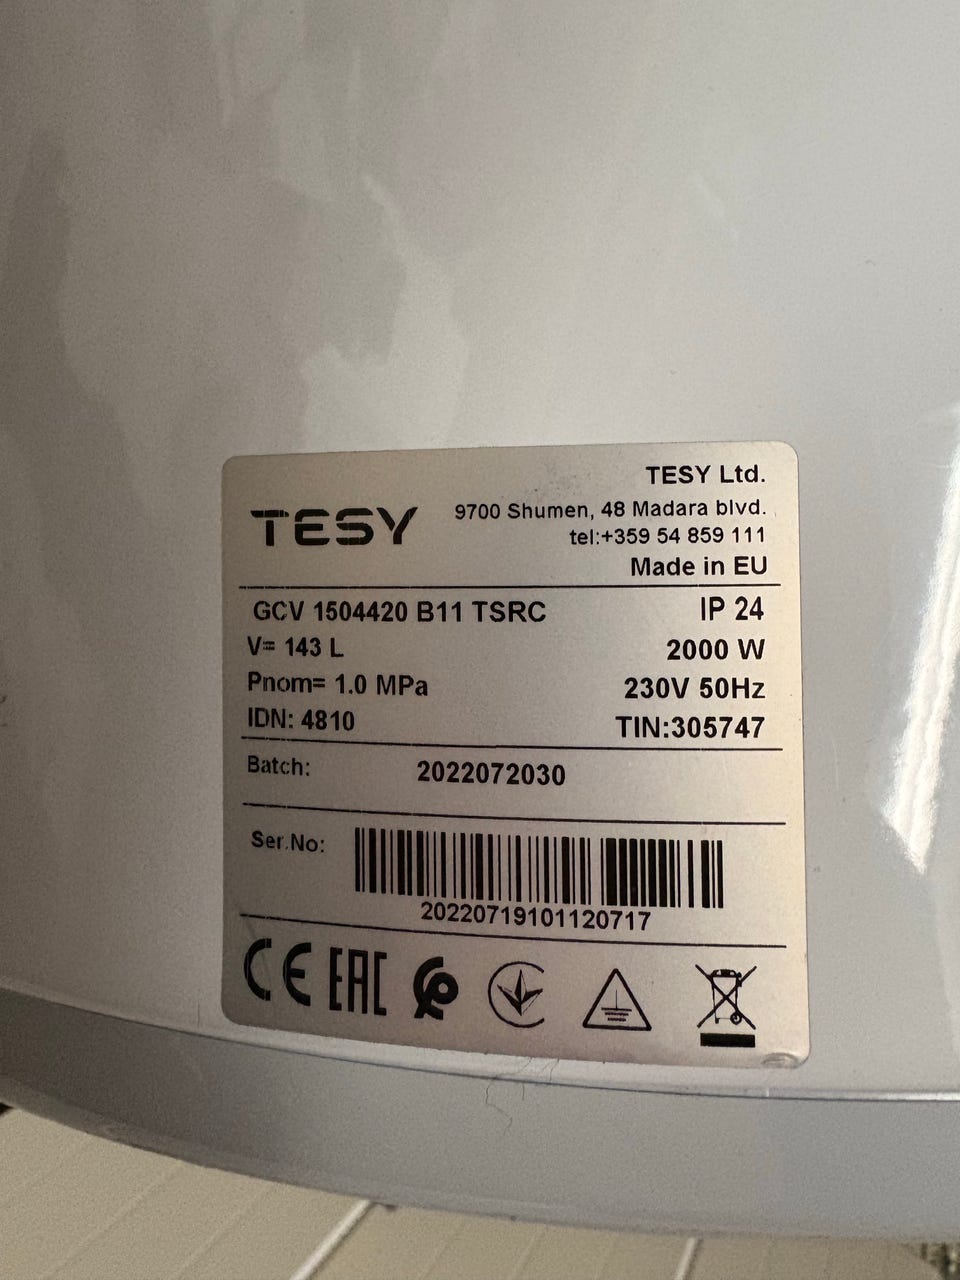 TESY
TESY Ltd.
9700 Shumen, 48 Madara blvd.
tel:+359 54 859 111
Made in EU
GCV 1504420 B11 TSRC IP 24
V= 143 L 2000 W
Pnom= 1.0 MPa 230V 50Hz
IDN: 4810 TIN:305747
Batch: 2022072030
Ser.No:
20220719101120717
CE EAC